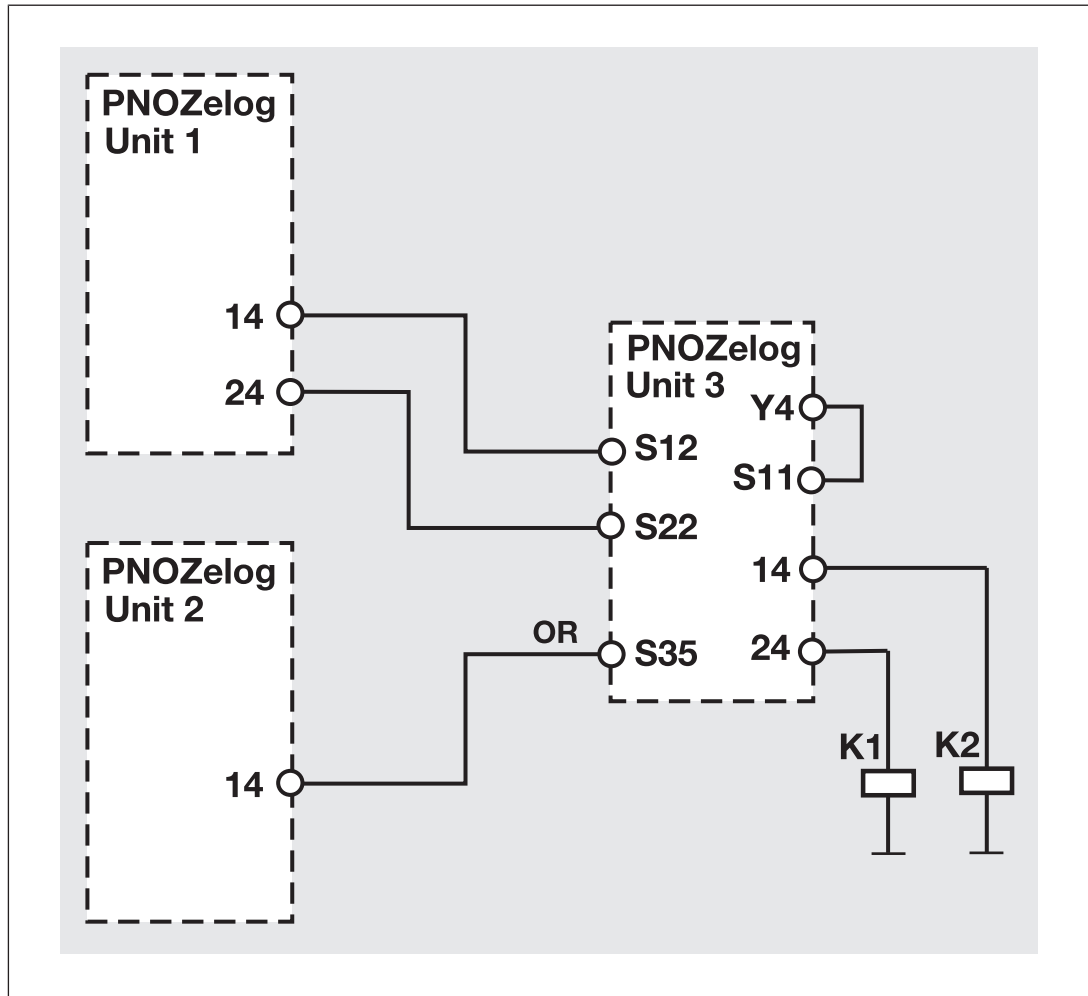 PNOZelog
Unit 1
14
24
PNOZelog
Unit 2
14
OR
PNOZelog
Unit 3
Y4
S12
S11
S22
14
S35
24
K1
K2